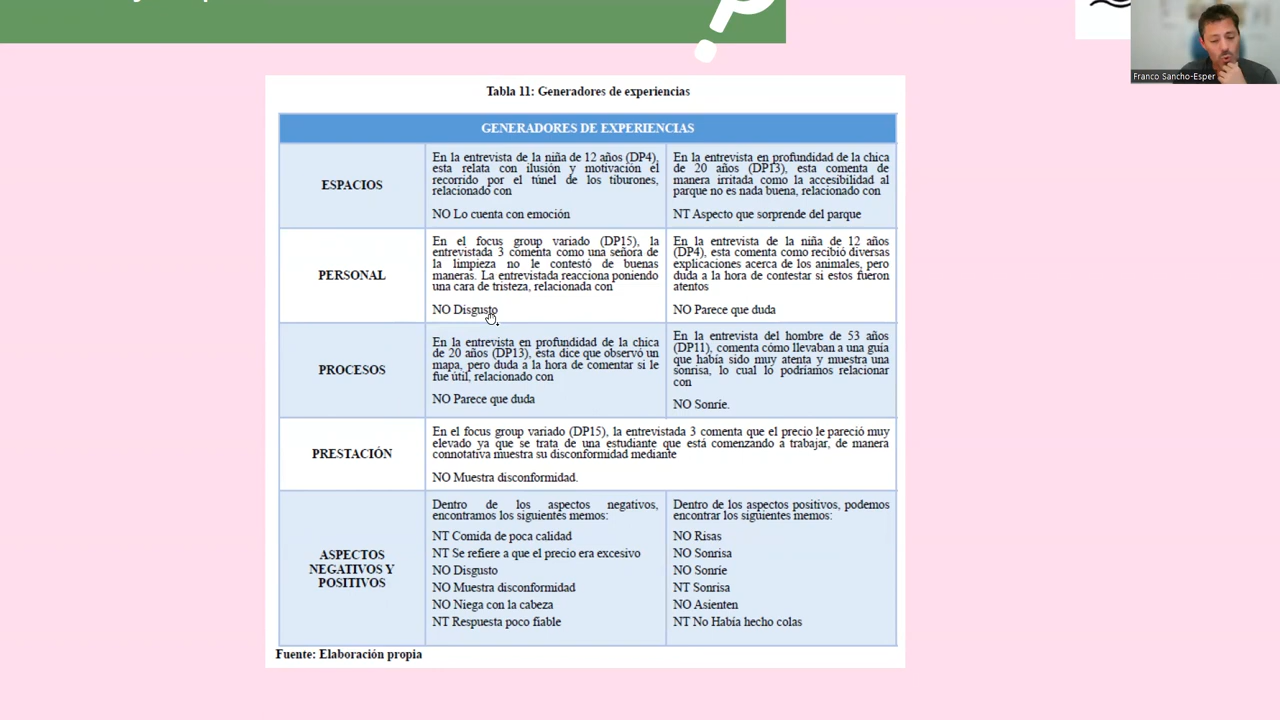 Franco Sancho-Esper
Tabla 11: Generadores de experiencias
GENERADORES DE EXPERIENCIAS
ESPACIOS
En la entrevista de la niña de 12 años (DP4),
esta relata con ilusión y motivación el
recorrido por el túnel de los tiburones,
relacionado con
NO Lo cuenta con emoción
En la entrevista en profundidad de la chica
de 20 años (DP13), esta comenta de
manera irritada como la accesibilidad al
parque no es nada buena, relacionado con
NT Aspecto que sorprende del parque
PERSONAL
En el focus group variado (DP15), la
entrevistada 3 comenta como una señora de
la limpieza no le contestó de buenas
maneras. La entrevistada reacciona poniendo
una cara de tristeza, relacionada con
NO Disgusto
En la entrevista de la niña de 12 años
(DP4), esta comenta como recibió diversas
explicaciones acerca de los animales, pero
duda a la hora de contestar si estos fueron
atentos
NO Parece que duda
PROCESOS
En la entrevista en profundidad de la chica
de 20 años (DP13), esta dice que observó un
mapa, pero duda a la hora de comentar si le
fue útil, relacionado con
NO Parece que duda
En la entrevista del hombre de 53 años
(DP11), comenta cómo llevaban a una guía
que había sido muy atenta y muestra una
sonrisa, lo cual lo podríamos relacionar
con
NO Sonríe.
PRESTACIÓN
En el focus group variado (DP15), la entrevistada 3 comenta que el precio le pareció muy
elevado ya que se trata de una estudiante que está comenzando a trabajar, de manera
connotativa muestra su disconformidad mediante
NO Muestra disconformidad.
ASPECTOS
NEGATIVOS Y
POSITIVOS
Dentro de los aspectos negativos,
encontramos los siguientes memos:
NT Comida de poca calidad
NT Se refiere a que el precio era excesivo
NO Disgusto
NO Muestra disconformidad
NO Niega con la cabeza
NT Respuesta poco fiable
Dentro de los aspectos positivos, podemos
encontrar los siguientes memos:
NO Risas
NO Sonrisa
NO Sonríe
NT Sonrisa
NO Asienten
NT No Había hecho colas
Fuente: Elaboración propia